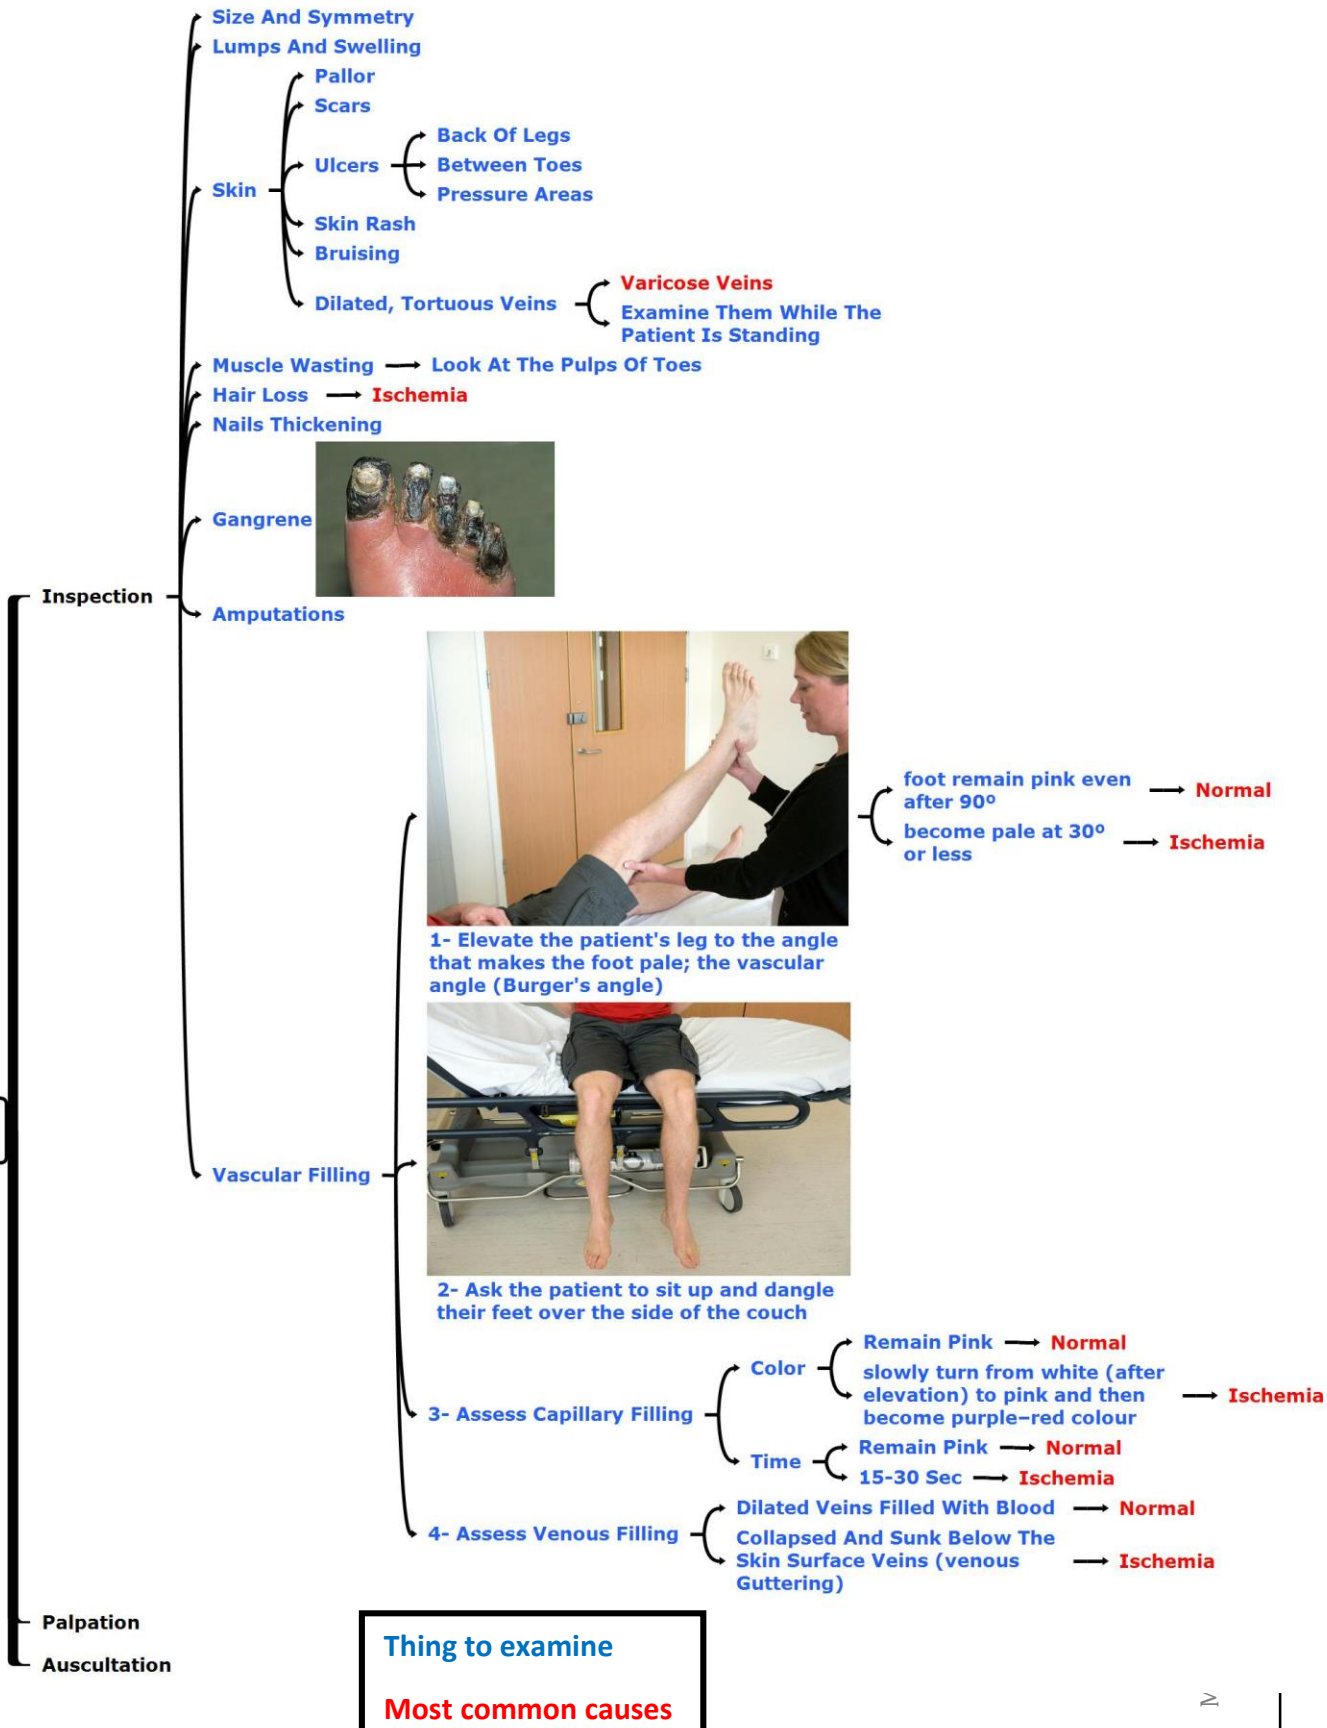 Size And Symmetry
Lumps And Swelling
Pallor
Scars
Back Of Legs
Ulcers
Between Toes
Pressure Areas
Skin
Skin Rash
Bruising
Varicose Veins
Dilated, Tortuous Veins
Examine Them While The
Patient Is Standing
Muscle Wasting
Look At The Pulps Of Toes
Hair Loss
Ischemia
Nails Thickening
Gangrene
Inspection
Amputations
foot remain pink even
after 90º
Normal
become pale at 30º
or less
Ischemia
1- Elevate the patient's leg to the angle
that makes the foot pale; the vascular
angle (Burger's angle)
Vascular Filling
2- Ask the patient to sit up and dangle
their feet over the side of the couch
Remain Pink
Normal
Color
slowly turn from white (after
elevation) to pink and then
become purple–red colour
Ischemia
3- Assess Capillary Filling
Remain Pink
Normal
Time
15-30 Sec
Ischemia
Dilated Veins Filled With Blood
Normal
4- Assess Venous Filling
Collapsed And Sunk Below The
Skin Surface Veins (venous
Guttering)
Ischemia
Palpation
Auscultation
Thing to examine
Most common causes